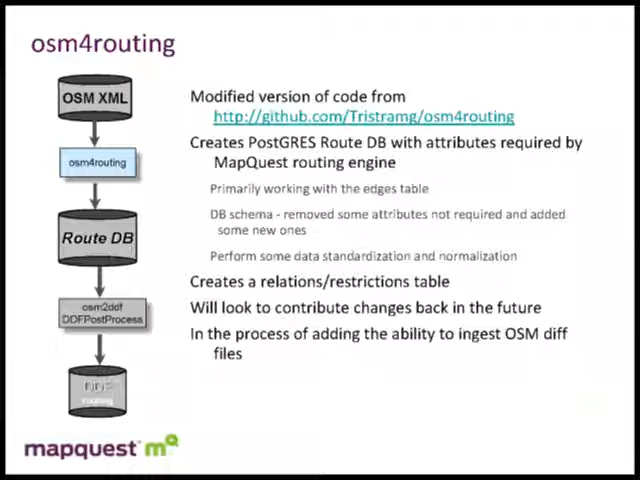 osm4routing
OSM XML
osm4routing
Route DB
osm2ddf
DDFPostProcess
DDF
routing
Modified version of code from
http://github.com/Tristramg/osm4routing
Creates PostGRES Route DB with attributes required by
MapQuest routing engine
Primarily working with the edges table
DB schema - removed some attributes not required and added
some new ones
Perform some data standardization and normalization
Creates a relations/restrictions table
Will look to contribute changes back in the future
In the process of adding the ability to ingest OSM diff
files
mapquest m